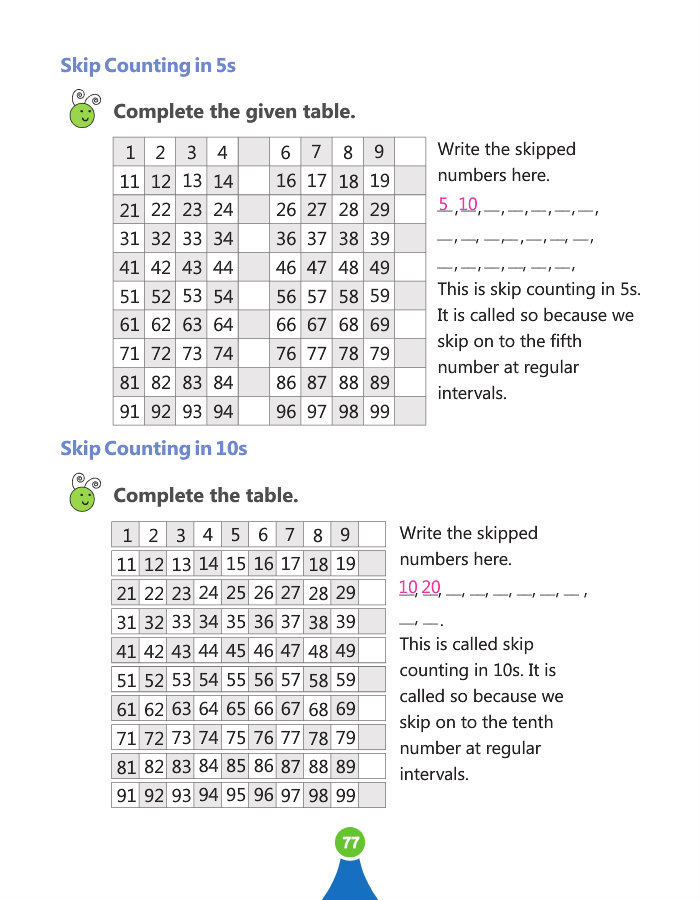 Skip Counting in 5s
Complete the given table.
1 2 3 4 6 7 8 9
11 12 13 14 16 17 18 19
21 22 23 24 26 27 28 29
31 32 33 34 36 37 38 39
41 42 43 44 46 47 48 49
51 52 53 54 56 57 58 59
61 62 63 64 66 67 68 69
71 72 73 74 76 77 78 79
81 82 83 84 86 87 88 89
91 92 93 94 96 97 98 99
Write the skipped
numbers here.
5, 10, __, __, __, __, __,
__, __, __ __, __, __, __,
__, __, __, __, __, __,
This is skip counting in 5s.
It is called so because we
skip on to the fifth
number at regular
intervals.
Skip Counting in 10s
Complete the table.
1 2 3 4 5 6 7 8 9
11 12 13 14 15 16 17 18 19
21 22 23 24 25 26 27 28 29
31 32 33 34 35 36 37 38 39
41 42 43 44 45 46 47 48 49
51 52 53 54 55 56 57 58 59
61 62 63 64 65 66 67 68 69
71 72 73 74 75 76 77 78 79
81 82 83 84 85 86 87 88 89
91 92 93 94 95 96 97 98 99
Write the skipped
numbers here.
10, 20, __, __, __, __, __, __,
__, __.
This is called skip
counting in 10s. It is
called so because we
skip on to the tenth
number at regular
intervals.
77